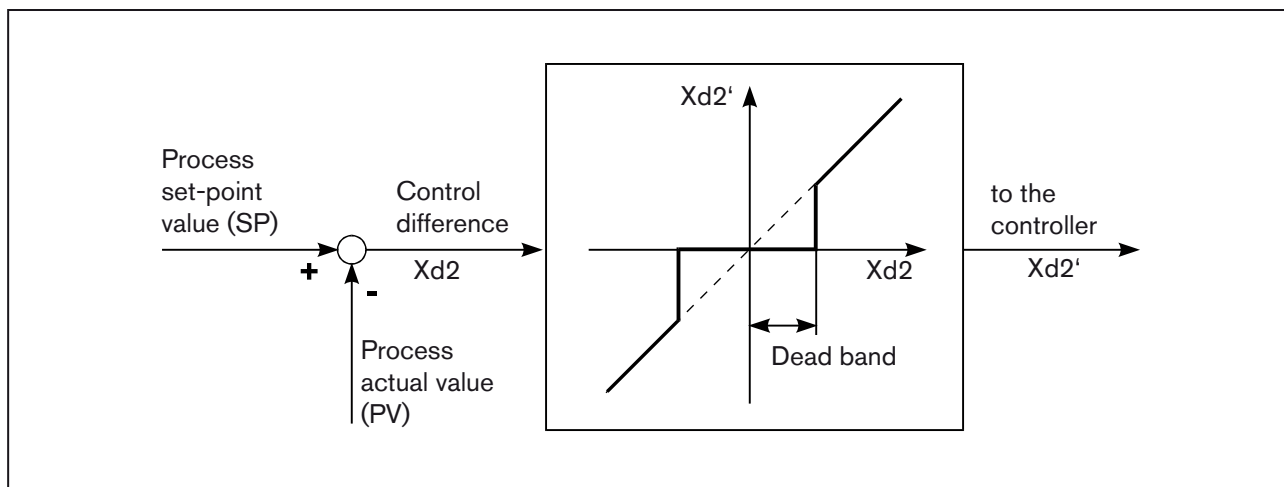 Process
set-point
value (SP)
+
-
Process
actual value
(PV)
Control
difference
Xd2
Xd2‘
Xd2
Dead band
to the
controller
Xd2‘